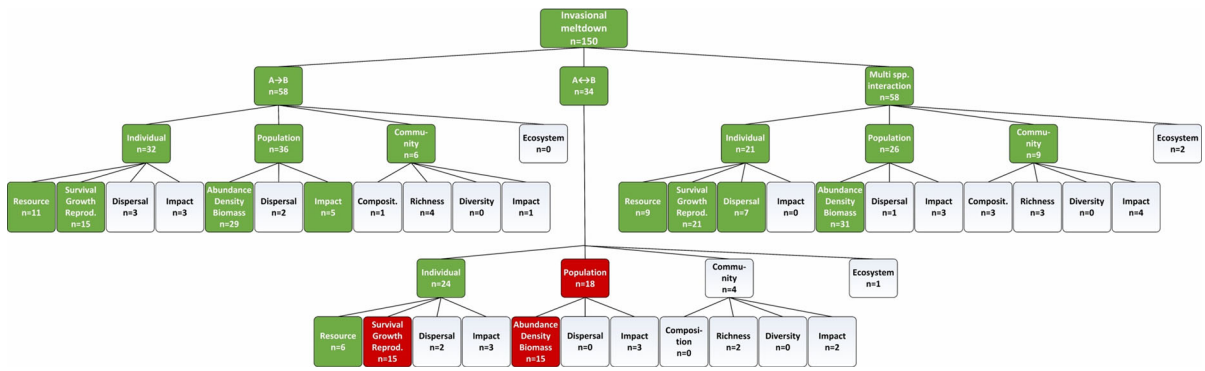 Invasional
meltdown
n=150
A→B
n=58
A↔B
n=34
Multi spp.
interaction
n=58
Individual
n=32
Population
n=36
Commu-
nity
n=6
Ecosystem
n=0
Individual
n=21
Population
n=26
Commu-
nity
n=9
Ecosystem
n=2
Resource
n=11
Survival
Growth
Reprod.
n=15
Dispersal
n=3
Impact
n=3
Abundance
Density
Biomass
n=29
Dispersal
n=2
Impact
n=5
Composit.
n=1
Richness
n=4
Diversity
n=0
Impact
n=1
Resource
n=9
Survival
Growth
Reprod.
n=21
Dispersal
n=7
Impact
n=0
Abundance
Density
Biomass
n=31
Dispersal
n=1
Impact
n=3
Composit.
n=3
Richness
n=3
Diversity
n=0
Impact
n=4
Individual
n=24
Population
n=18
Commu-
nity
n=4
Ecosystem
n=1
Resource
n=6
Survival
Growth
Reprod.
n=15
Dispersal
n=2
Impact
n=3
Abundance
Density
Biomass
n=15
Dispersal
n=0
Impact
n=3
Composi-
tion
n=0
Richness
n=2
Diversity
n=0
Impact
n=2